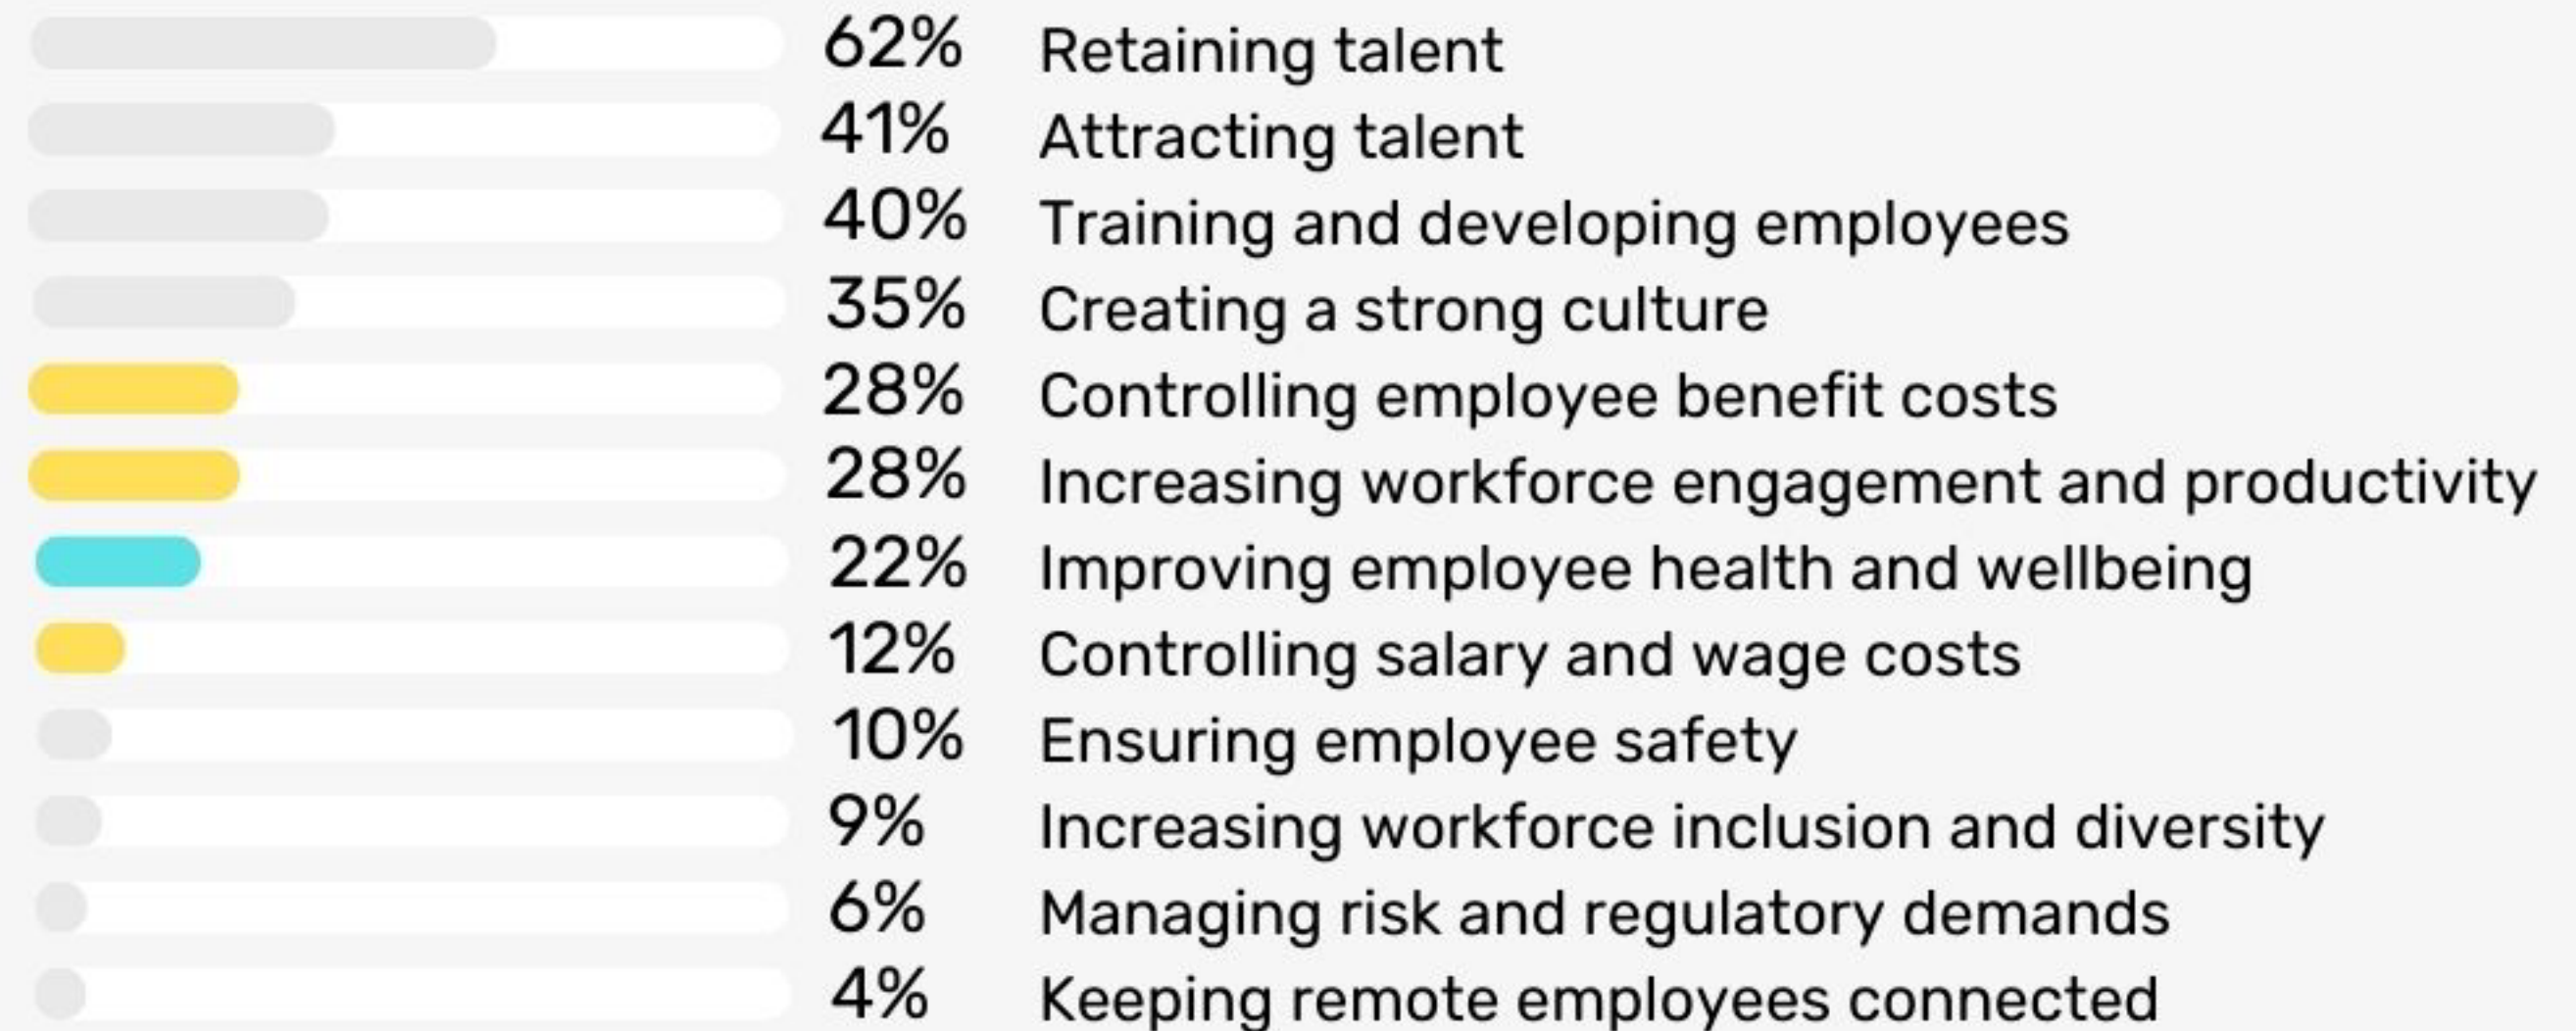 62% Retaining talent
41% Attracting talent
40% Training and developing employees
35% Creating a strong culture
28% Controlling employee benefit costs
28% Increasing workforce engagement and productivity
22% Improving employee health and wellbeing
12% Controlling salary and wage costs
10% Ensuring employee safety
9% Increasing workforce inclusion and diversity
6% Managing risk and regulatory demands
4% Keeping remote employees connected